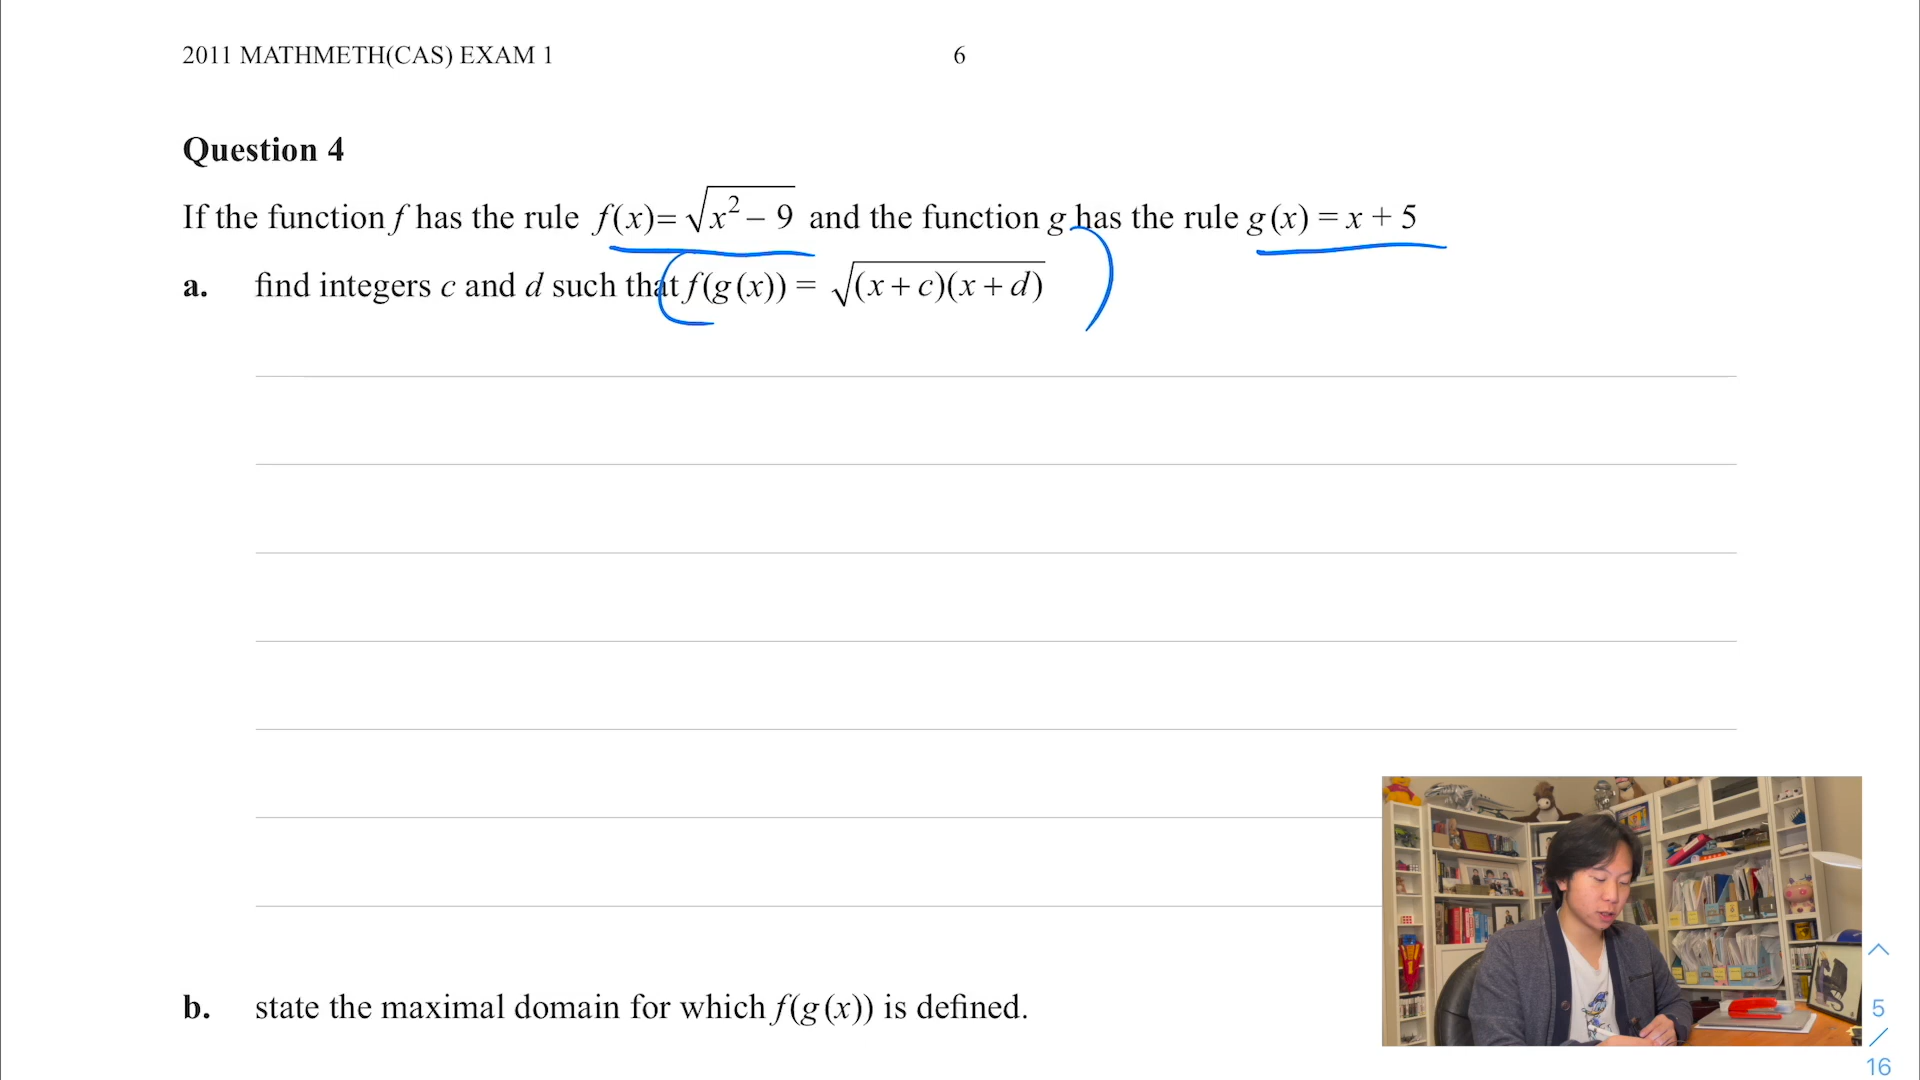 2011 MATHMETH(CAS) EXAM 1 6
Question 4
If the function f has the rule f(x)= √(x² – 9) and the function g has the rule g(x) = x + 5
a. find integers c and d such that f(g(x)) = √((x + c)(x + d))
b. state the maximal domain for which f(g(x)) is defined.
5
/
16